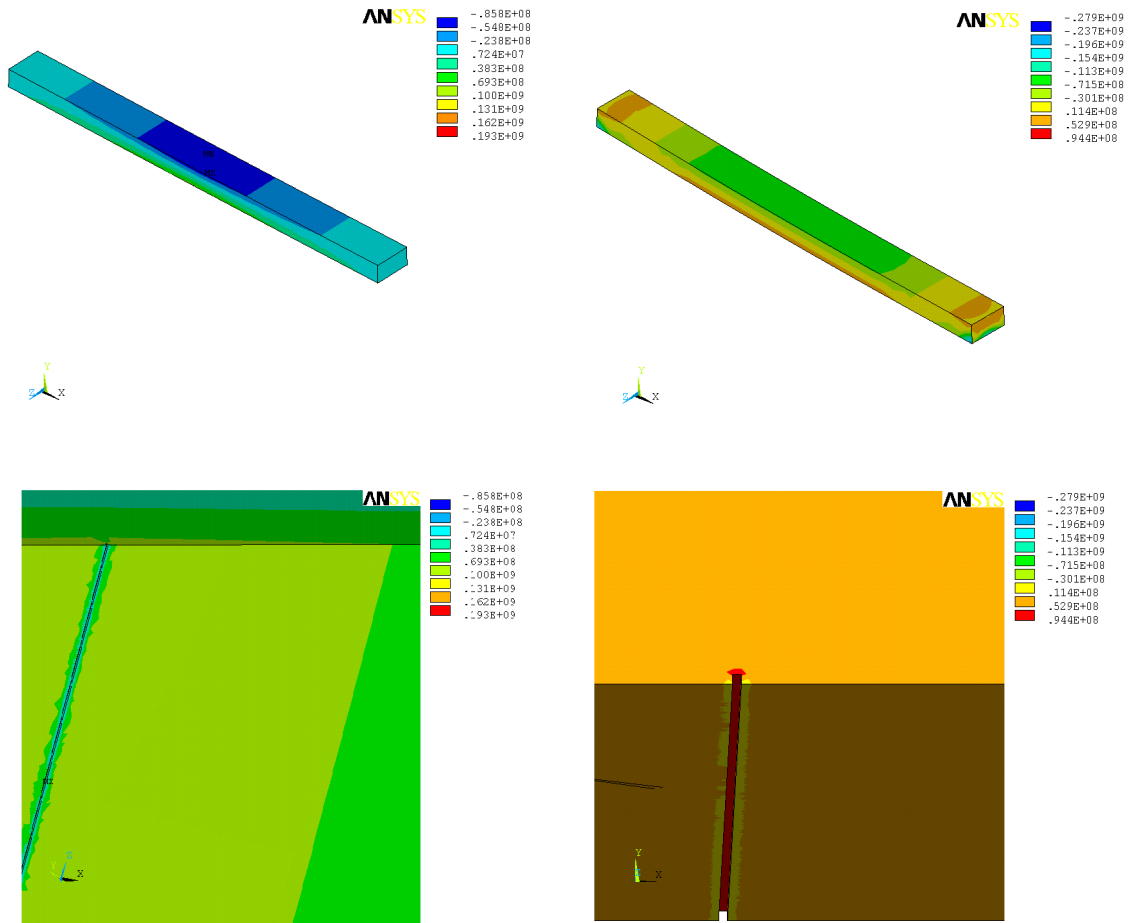 ANSYS
-.858E+08
-.548E+08
-.238E+08
.724E+07
.383E+08
.693E+08
.100E+09
.131E+09
.162E+09
.193E+09
MX
Y
Z X
ANSYS
-.279E+09
-.237E+09
-.196E+09
-.154E+09
-.113E+09
-.715E+08
-.301E+08
.114E+08
.529E+08
.944E+08
Y
Z X
ANSYS
-.858E+08
-.548E+08
-.238E+08
.724E+07
.383E+08
.693E+08
.100E+09
.131E+09
.162E+09
.193E+09
MX
Y Z X
ANSYS
-.279E+09
-.237E+09
-.196E+09
-.154E+09
-.113E+09
-.715E+08
-.301E+08
.114E+08
.529E+08
.944E+08
Y
X